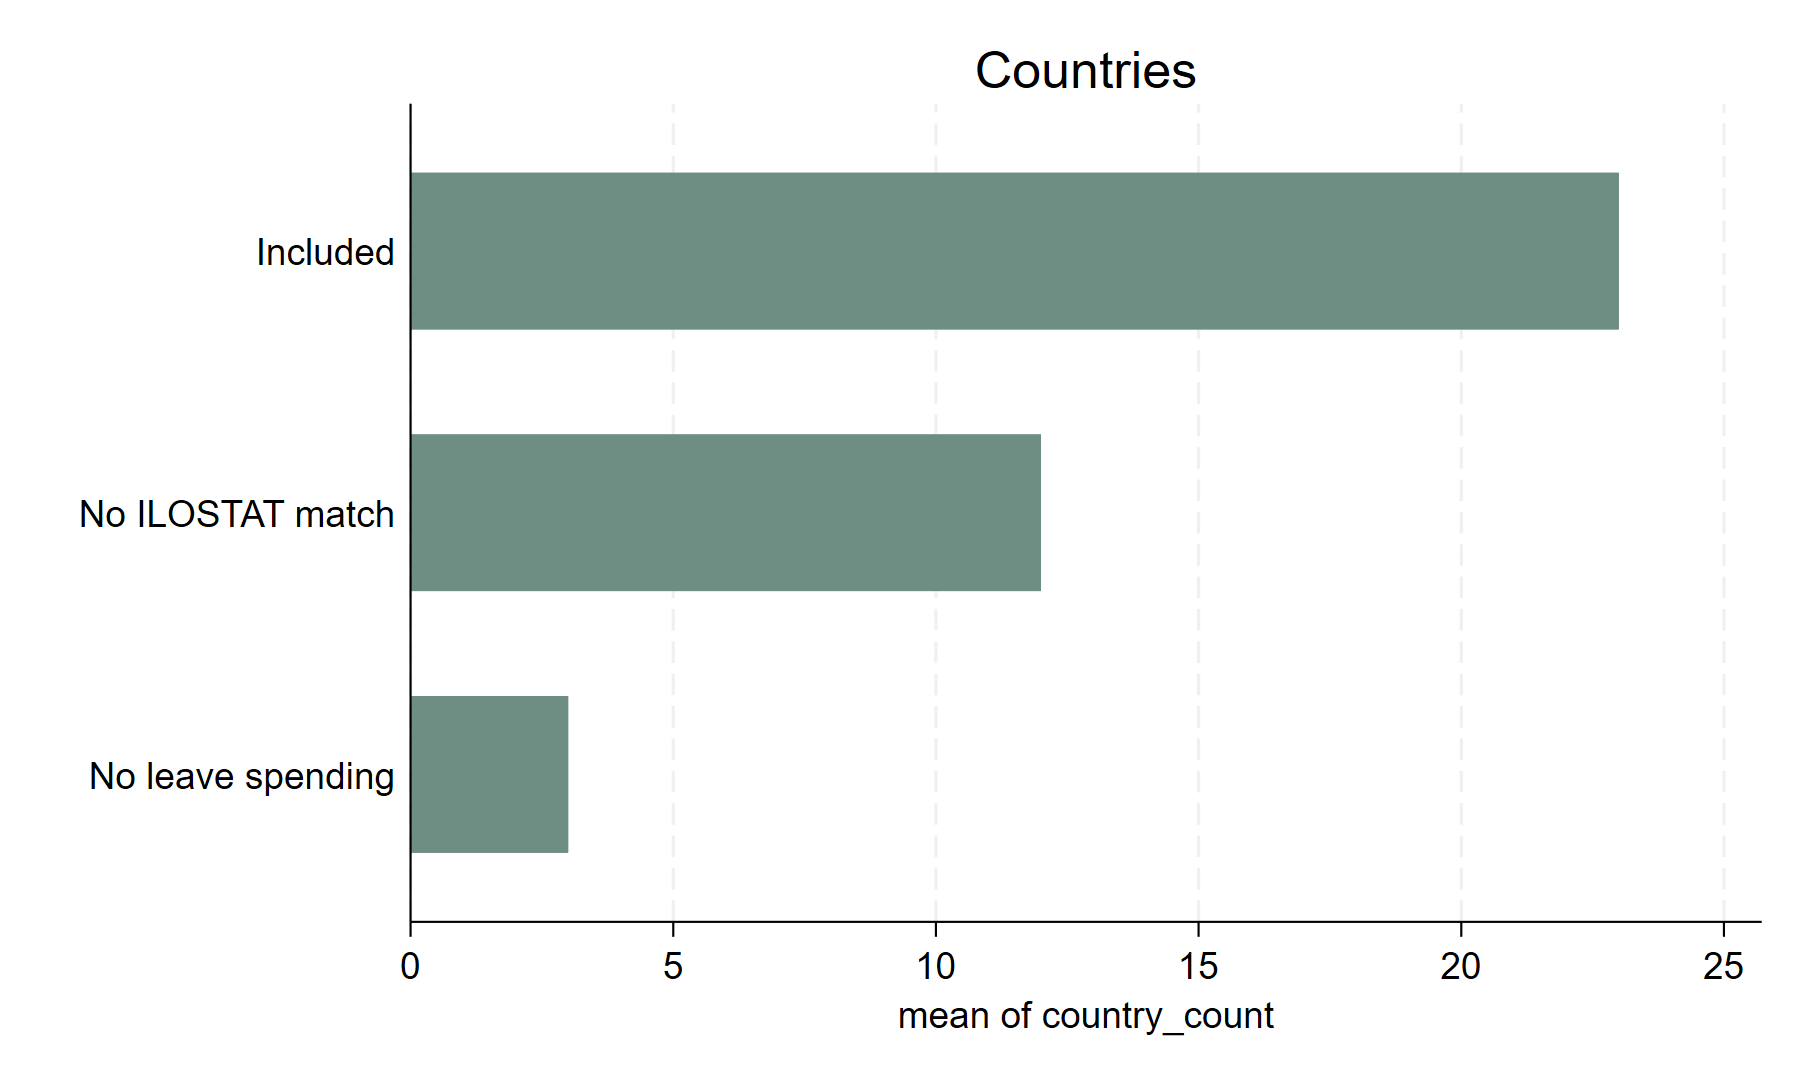 Countries
Included
No ILOSTAT match
No leave spending
0 5 10 15 20 25
mean of country_count